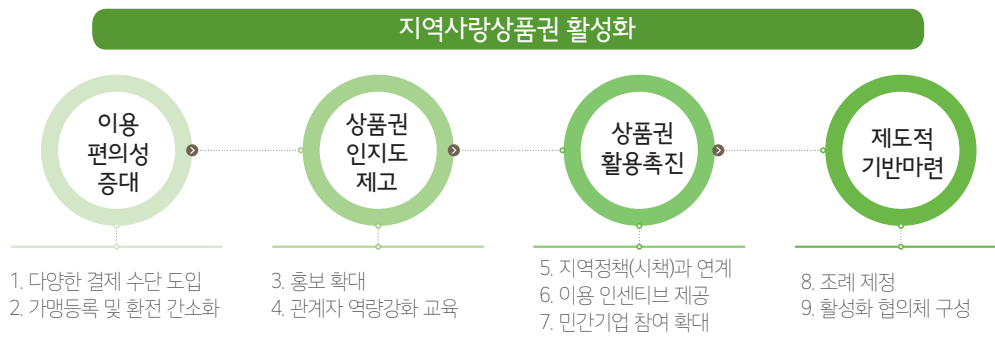 지역사랑상품권 활성화
이용
편의성
증대
상품권
인지도
제고
상품권
활용촉진
제도적
기반마련
1. 다양한 결제 수단 도입
2. 가맹등록 및 환전 간소화
3. 홍보 확대
4. 관계자 역량강화 교육
5. 지역정책(시책)과 연계
6. 이용 인센티브 제공
7. 민간기업 참여 확대
8. 조례 제정
9. 활성화 협의체 구성